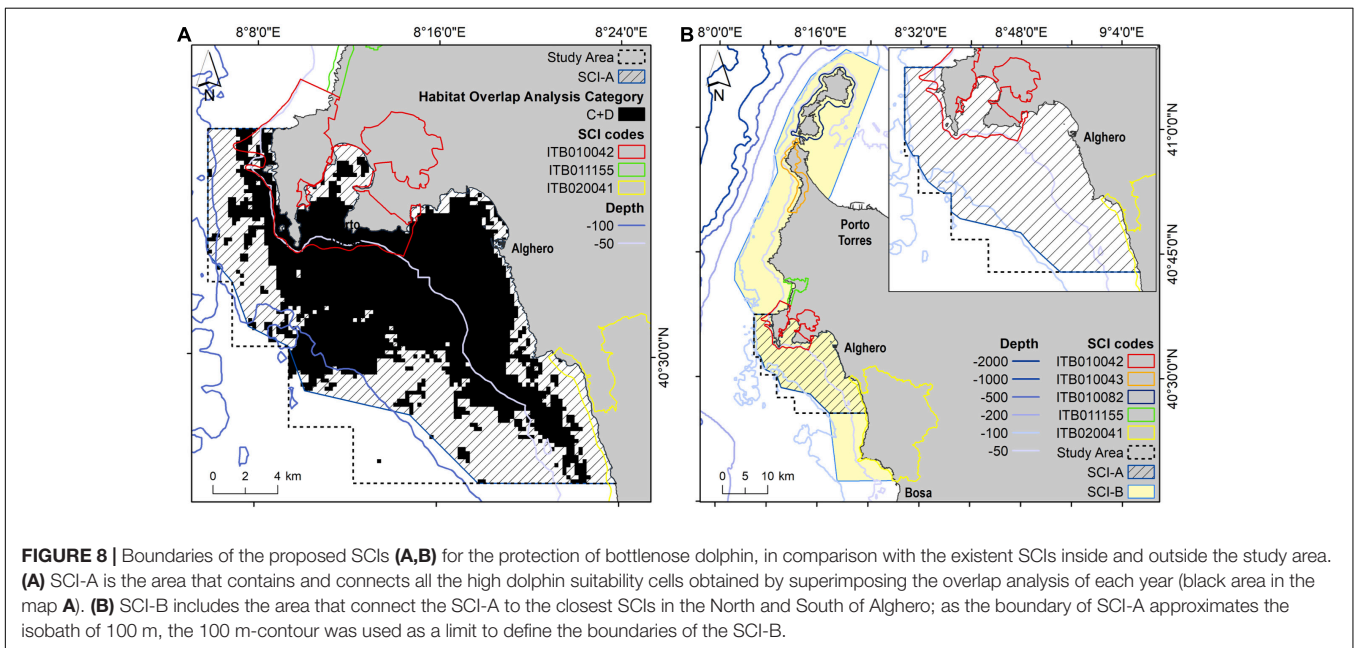 A
8°8'0"E
8°16'0"E
8°24'0"E
N
Study Area
SCI-A
Habitat Overlap Analysis Category
C+D
SCI codes
ITB010042
ITB011155
ITB020041
Depth
-100
-50
Alghero
40°30'0"N
0 2 4 km
B
8°0'0"E
8°16'0"E
8°32'0"E
8°48'0"E
9°4'0"E
N
Alghero
41°0'0"N
40°45'0"N
40°30'0"N
Porto
Torres
Alghero
Depth
-2000
-1000
-500
-200
-100
-50
SCI codes
ITB010042
ITB010043
ITB010082
ITB011155
ITB020041
Study Area
SCI-A
SCI-B
0 5 10 km
Bosa
FIGURE 8 | Boundaries of the proposed SCIs (A,B) for the protection of bottlenose dolphin, in comparison with the existent SCIs inside and outside the study area.
(A) SCI-A is the area that contains and connects all the high dolphin suitability cells obtained by superimposing the overlap analysis of each year (black area in the
map A). (B) SCI-B includes the area that connect the SCI-A to the closest SCIs in the North and South of Alghero; as the boundary of SCI-A approximates the
isobath of 100 m, the 100 m-contour was used as a limit to define the boundaries of the SCI-B.